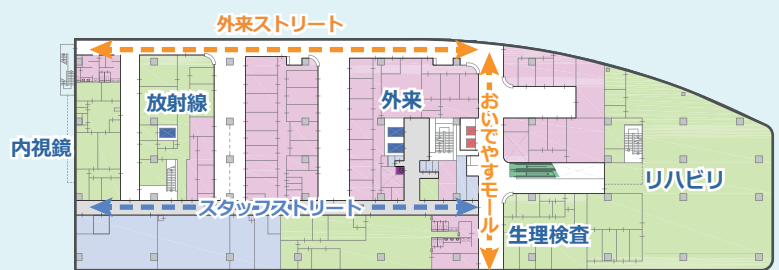 外来ストリート
放射線
外来
内視鏡
おいでやすモール
リハビリ
スタッフストリート
生理検査